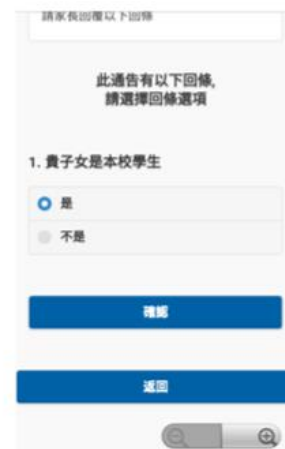 請家長回覆以下回條
此通告有以下回條,
請選擇回條選項
1. 貴子女是本校學生
是
不是
確認
返回